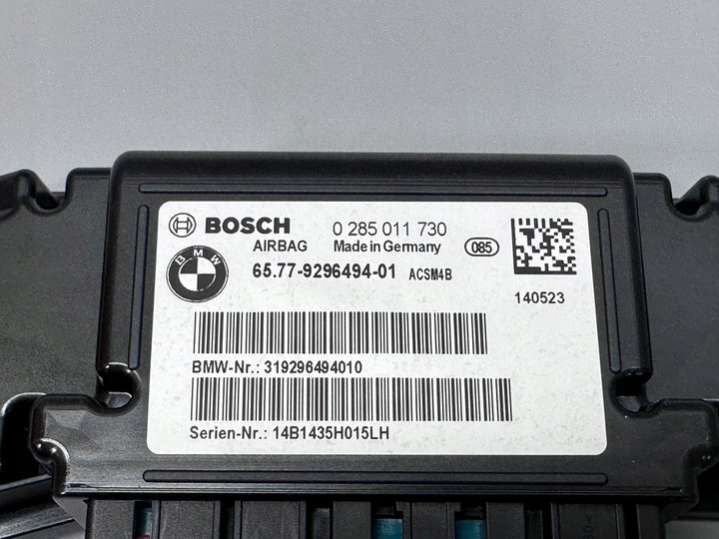 BOSCH 0 285 011 730
AIRBAG Made in Germany 085
BMW 65.77-9296494-01 ACSM4B
140523
BMW-Nr.: 319296494010
Serien-Nr.: 14B1435H015LH